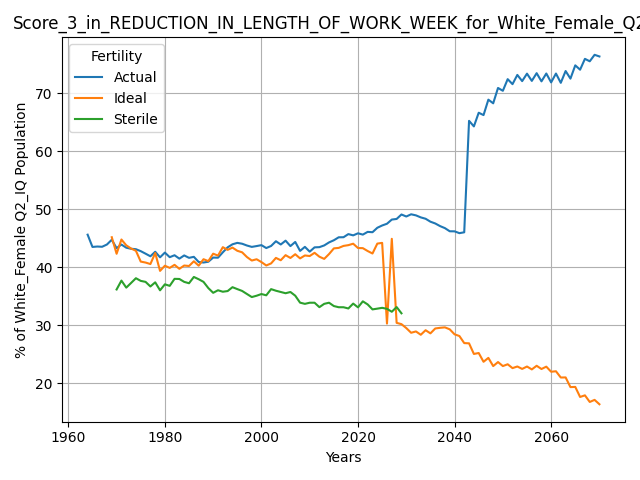 Score_3_in_REDUCTION_IN_LENGTH_OF_WORK_WEEK_for_White_Female_Q2
Fertility
Actual
Ideal
Sterile
% of White_Female Q2_IQ Population
70
60
50
40
30
20
1960 1980 2000 2020 2040 2060
Years